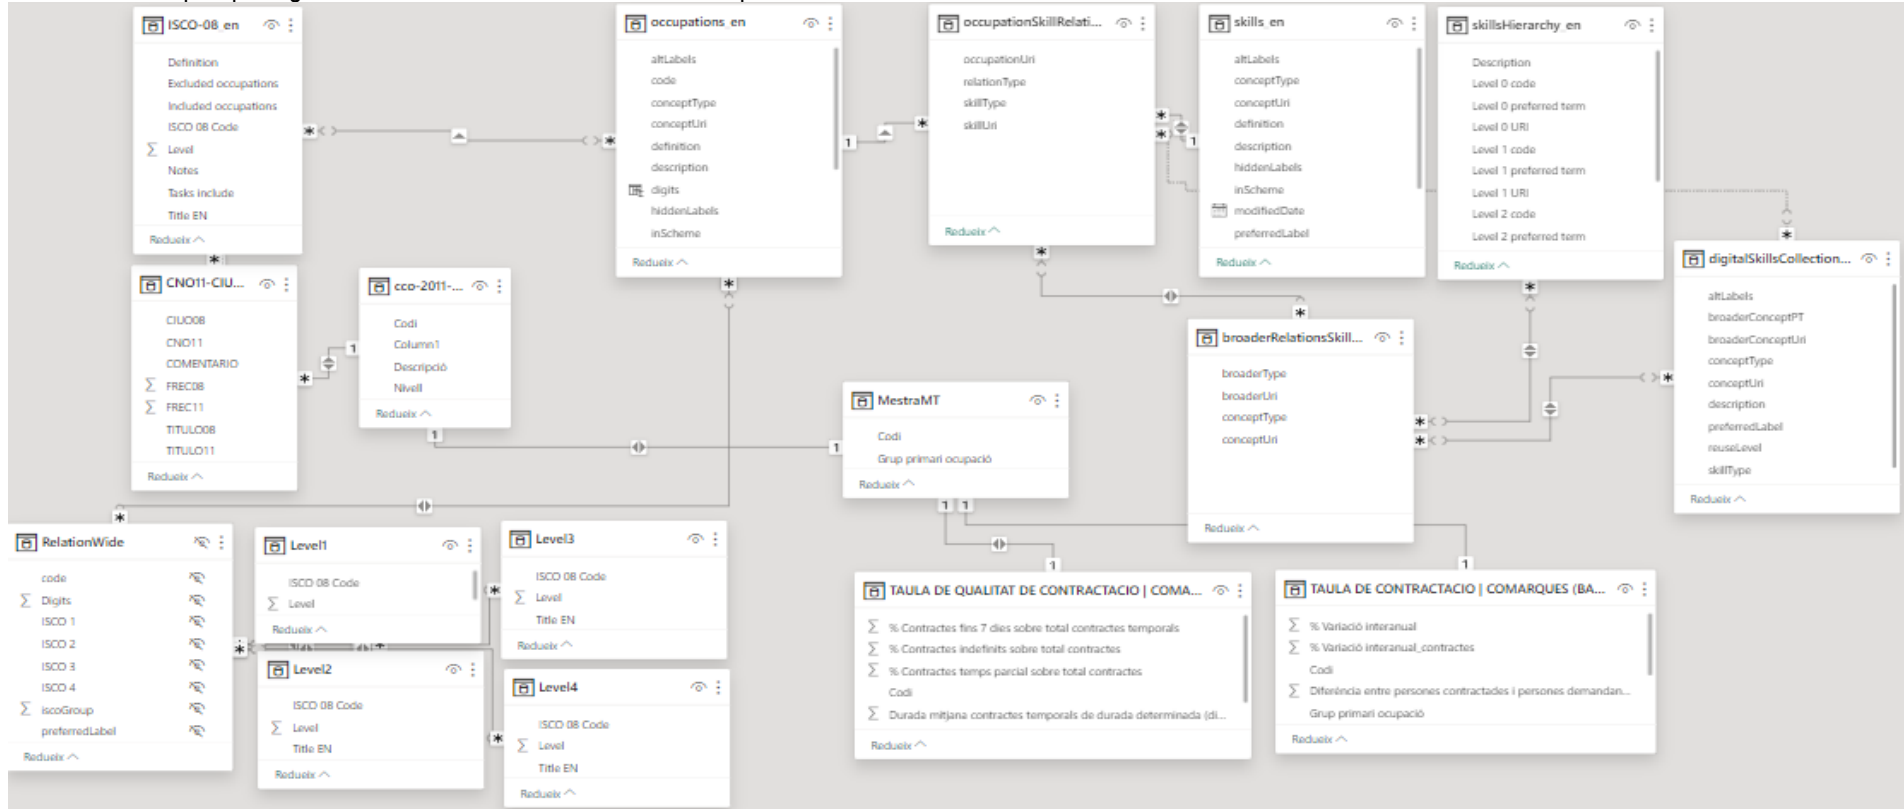 ISCO-08_en
Definition
Excluded occupations
Included occupations
ISCO 08 Code
Level
Notes
Tasks include
Title EN
Redueix
occupations_en
altLabels
code
conceptType
conceptUri
definition
description
digits
hiddenLabels
inScheme
Redueix
occupationSkillRelati...
occupationUri
relationType
skillType
skillUri
Redueix
skills_en
altLabels
conceptType
conceptUri
definition
description
hiddenLabels
inScheme
modifiedDate
preferredLabel
Redueix
skillsHierarchy_en
Description
Level 0 code
Level 0 preferred term
Level 0 URI
Level 1 code
Level 1 preferred term
Level 1 URI
Level 2 code
Level 2 preferred term
Redueix
digitalSkillsCollection...
altLabels
broaderConceptPT
broaderConceptUri
conceptType
conceptUri
description
preferredLabel
reuseLevel
skillType
Redueix
CNO11-CIU...
CIUO08
CNO11
COMENTARIO
FREC08
FREC11
TITULO08
TITULO11
Redueix
cco-2011-...
Codi
Column1
Descripció
Nivell
Redueix
MestraMT
Codi
Grup primari ocupació
Redueix
broaderRelationsSkill...
broaderType
broaderUri
conceptType
conceptUri
Redueix
RelationWide
code
Digits
ISCO 1
ISCO 2
ISCO 3
ISCO 4
iscoGroup
preferredLabel
Redueix
Level1
ISCO 08 Code
Level
Redueix
Level2
ISCO 08 Code
Level
Title EN
Redueix
Level3
ISCO 08 Code
Level
Title EN
Redueix
Level4
ISCO 08 Code
Level
Title EN
Redueix
TAULA DE QUALITAT DE CONTRACTACIO | COMA...
% Contractes fins 7 dies sobre total contractes temporals
% Contractes indefinits sobre total contractes
% Contractes temps parcial sobre total contractes
Codi
Durada mitjana contractes temporals de durada determinada (di...
Redueix
TAULA DE CONTRACTACIO | COMARQUES (BA...
% Variació interanual
% Variació interanual_contractes
Codi
Diferència entre persones contractades i persones demandan...
Grup primari ocupació
Redueix